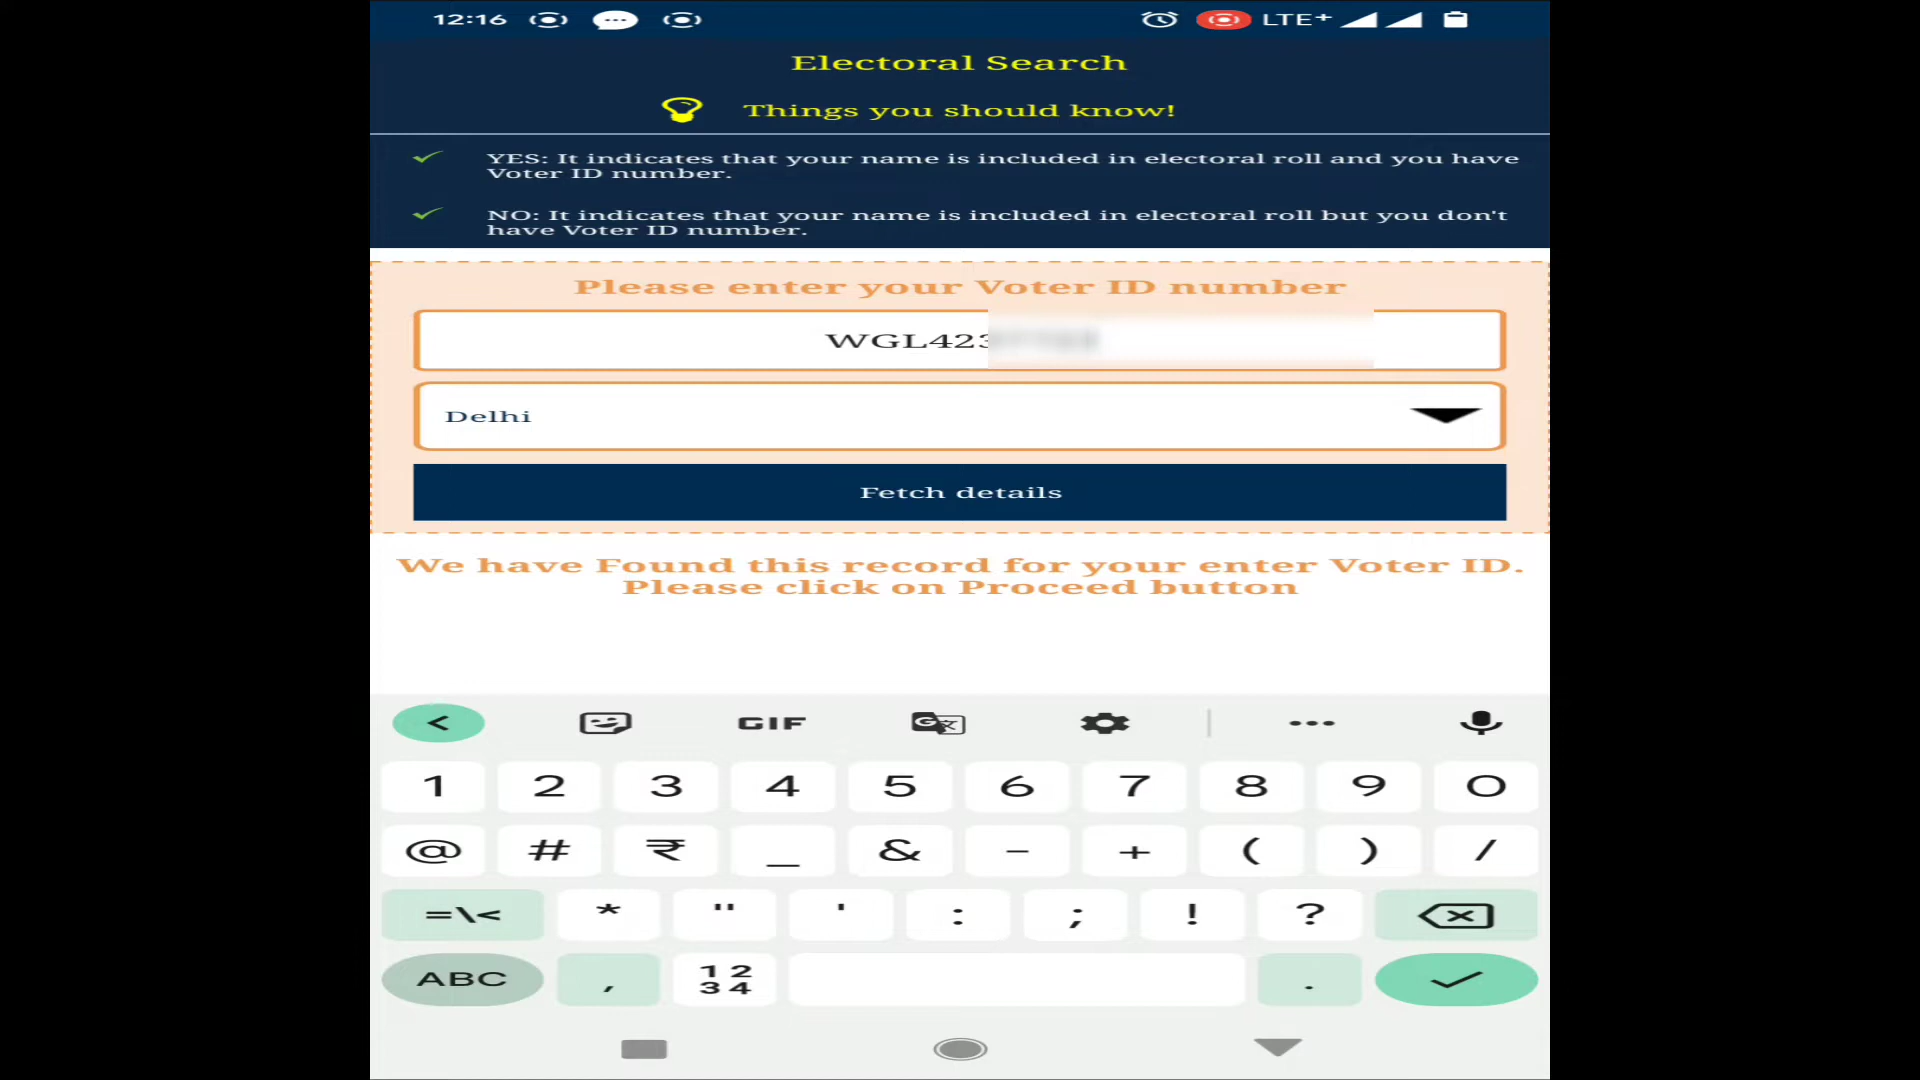 12:16
LTE+
Electoral Search
Things you should know!
YES: It indicates that your name is included in electoral roll and you have
Voter ID number.
NO: It indicates that your name is included in electoral roll but you don't
have Voter ID number.
Please enter your Voter ID number
WGL423
Delhi
Fetch details
We have Found this record for your enter Voter ID.
Please click on Proceed button
GIF
1 2 3 4 5 6 7 8 9 0
@ # ₹ _ & - + ( ) /
=\< * " ' : ; ! ?
ABC , 1 2 3 4 .